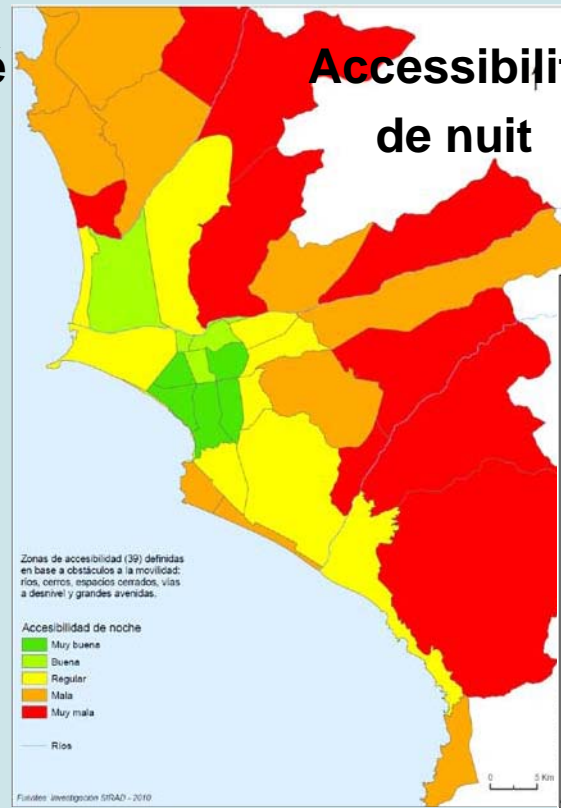 é
Accessibilit
de nuit
Zonas de accesibilidad (39) definidas
en base a obstáculos a la movilidad:
ríos, cerros, espacios cerrados, vías
a desnivel y grandes avenidas.
Accesibilidad de noche
Muy buena
Buena
Regular
Mala
Muy mala
Ríos
Fuentes: Investigación SIRAD - 2010
0 5 Km